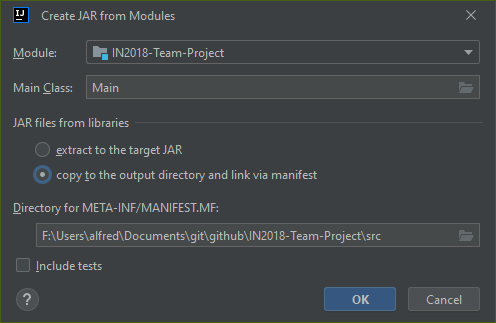 IJ Create JAR from Modules
Module: IN2018-Team-Project
Main Class: Main
JAR files from libraries
extract to the target JAR
copy to the output directory and link via manifest
Directory for META-INF/MANIFEST.MF:
F:\Users\alfred\Documents\git\github\IN2018-Team-Project\src
Include tests
? OK Cancel